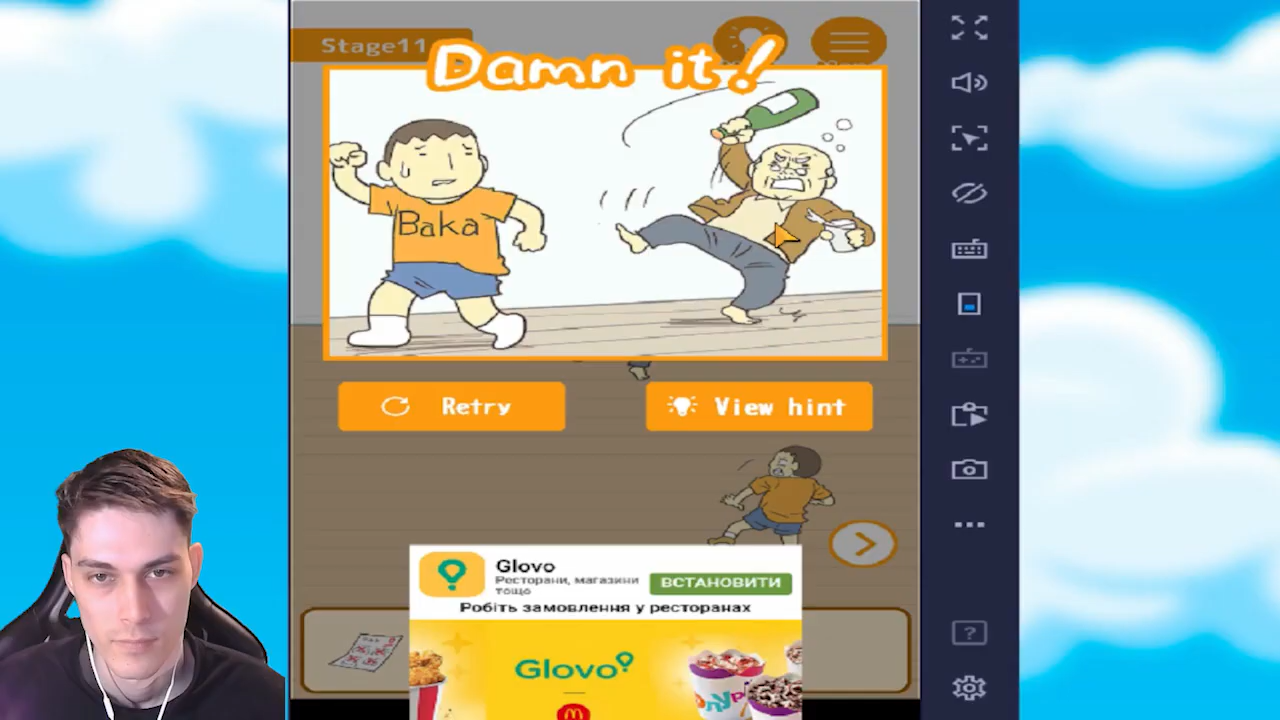 Stage11
Damn it!
Baka
Retry
View hint
Glovo
Ресторани, магазини
тощо
ВСТАНОВИТИ
Робіть замовлення у ресторанах
Glovo